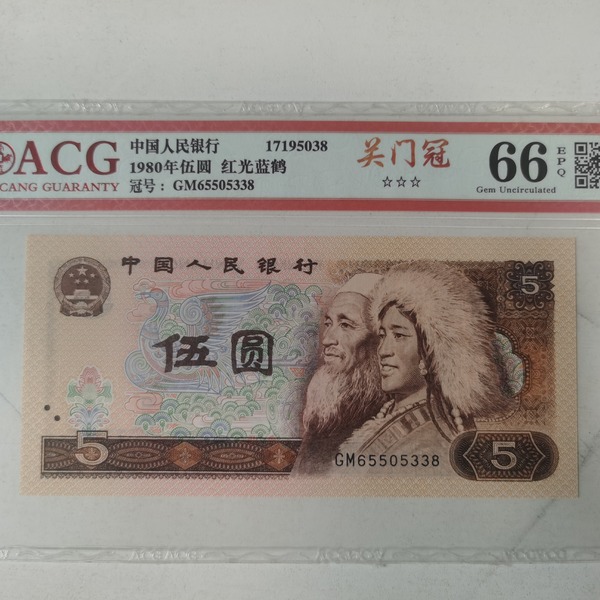 ACG
CANG GUARANTY
中国人民银行 17195038
1980年伍圆 红光蓝鹤
冠号：GM65505338
关门冠
☆☆☆
66
EPQ
Gem Uncirculated
中国人民银行
5
伍圆
5
GM65505338
5